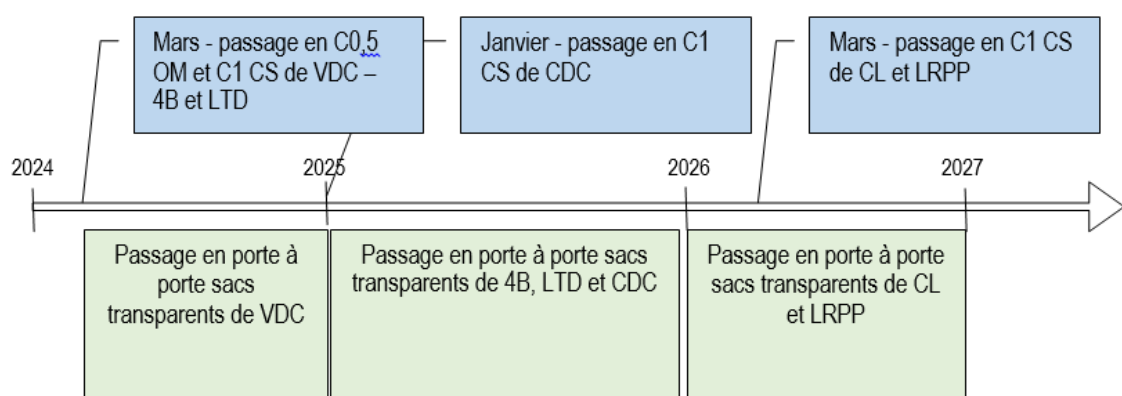 Mars - passage en C0,5
OM et C1 CS de VDC –
4B et LTD
Janvier - passage en C1
CS de CDC
Mars - passage en C1 CS
de CL et LRPP
2024
2025
2026
2027
Passage en porte à
porte sacs
transparents de VDC
Passage en porte à porte sacs
transparents de 4B, LTD et CDC
Passage en porte à porte
sacs transparents de CL
et LRPP